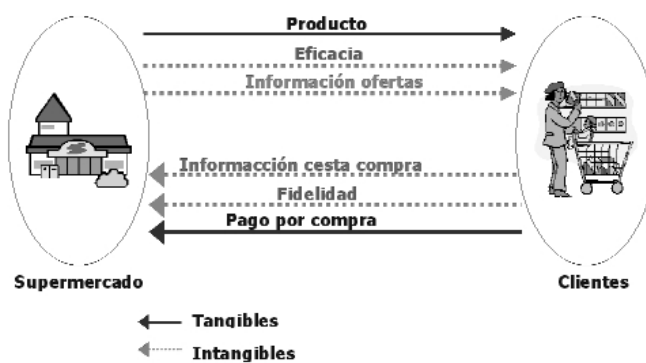 Producto
Eficacia
Información ofertas
Informacción cesta compra
Fidelidad
Pago por compra
Supermercado
Clientes
Tangibles
Intangibles